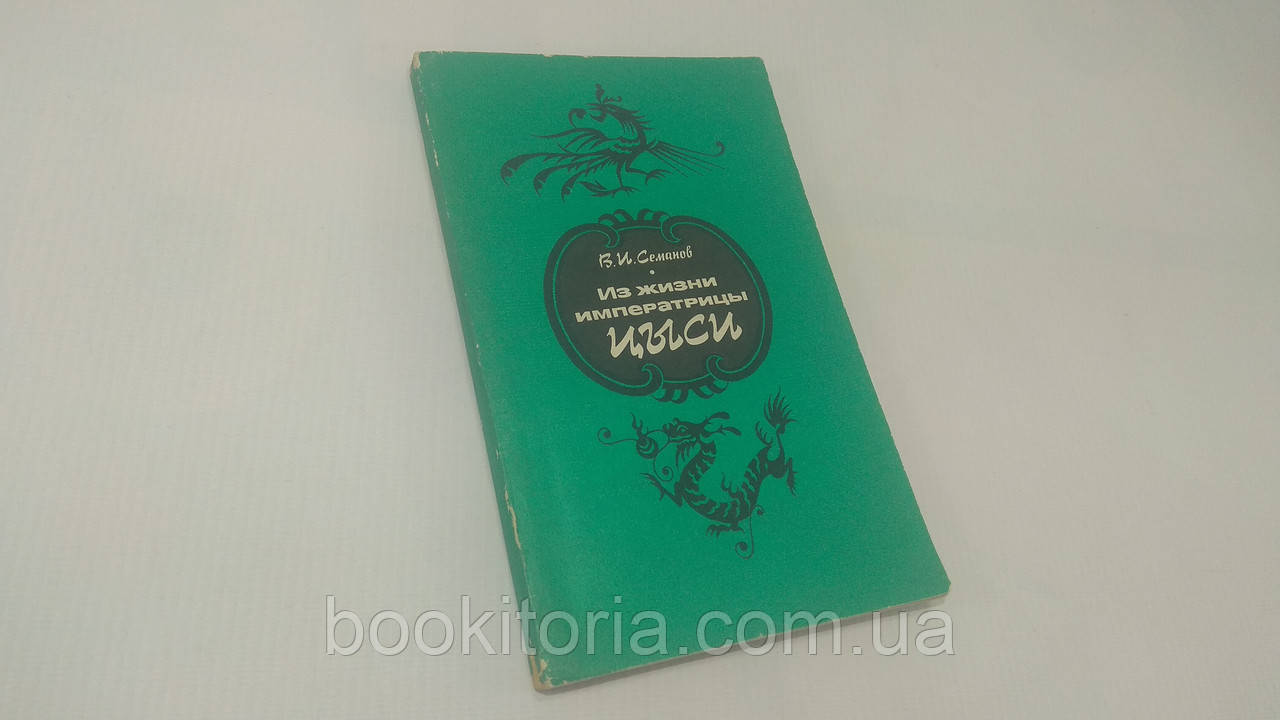 В. И. Семанов
Из жизни
императрицы
Цыси
bookitoria.com.ua